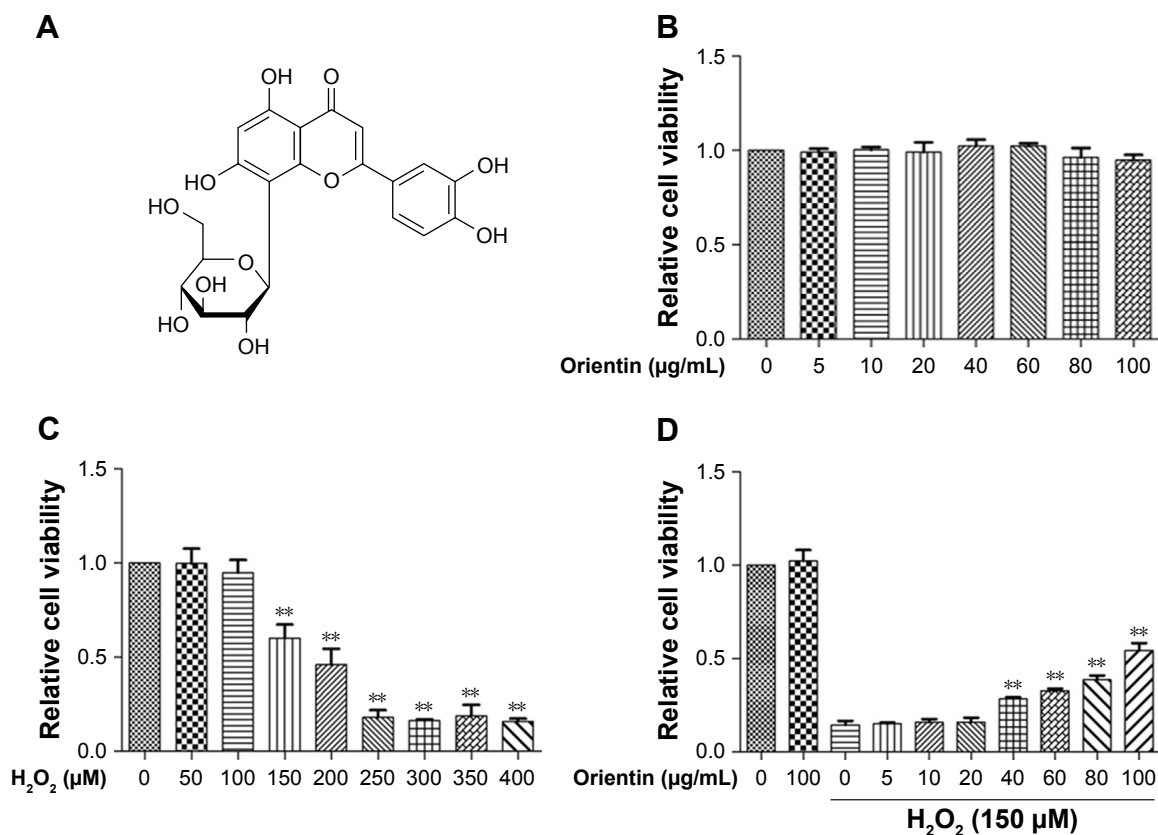 A
OH
O
HO
O
OH
OH
HO
O
OH
HO
HO
OH
B
Relative cell viability
1.5
1.0
0.5
0.0
Orientin (µg/mL) 0 5 10 20 40 60 80 100
C
Relative cell viability
1.5
1.0
0.5
0.0
** ** ** ** ** **
H₂O₂ (µM) 0 50 100 150 200 250 300 350 400
D
Relative cell viability
1.5
1.0
0.5
0.0
** ** ** **
Orientin (µg/mL) 0 100 0 5 10 20 40 60 80 100
H₂O₂ (150 µM)